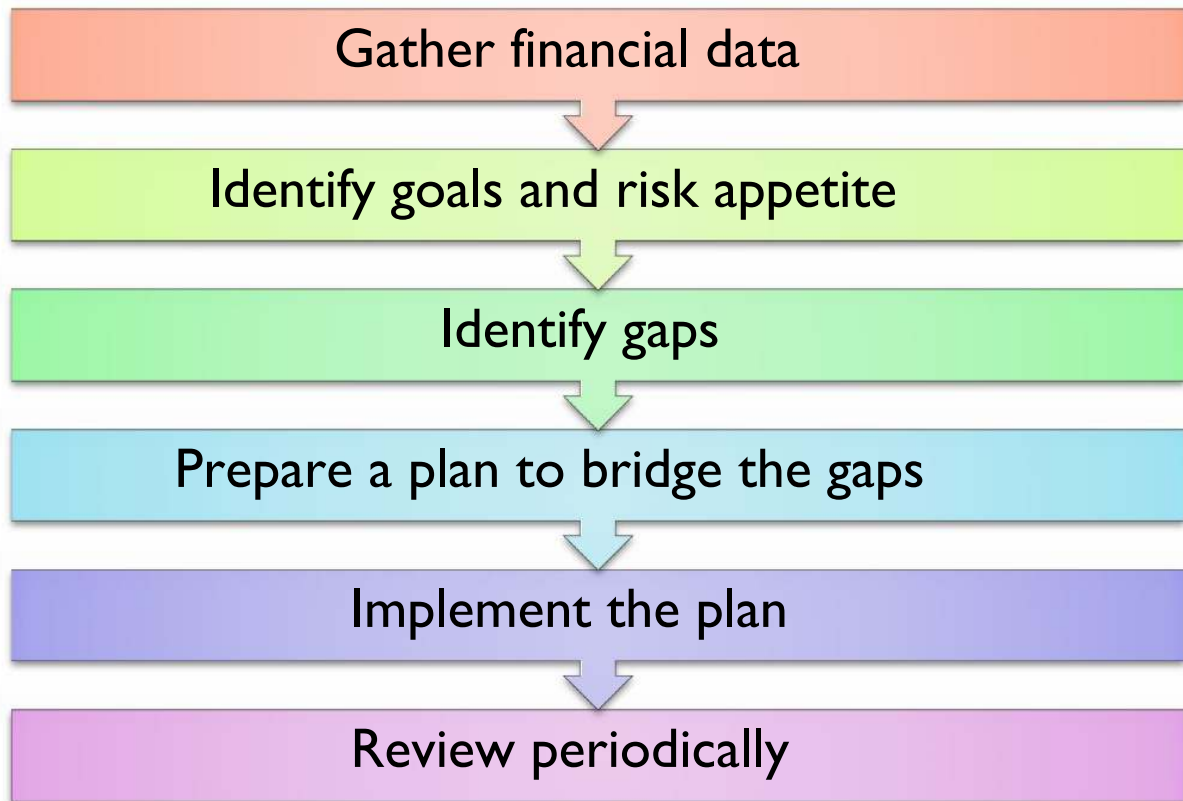 Gather financial data
Identify goals and risk appetite
Identify gaps
Prepare a plan to bridge the gaps
Implement the plan
Review periodically